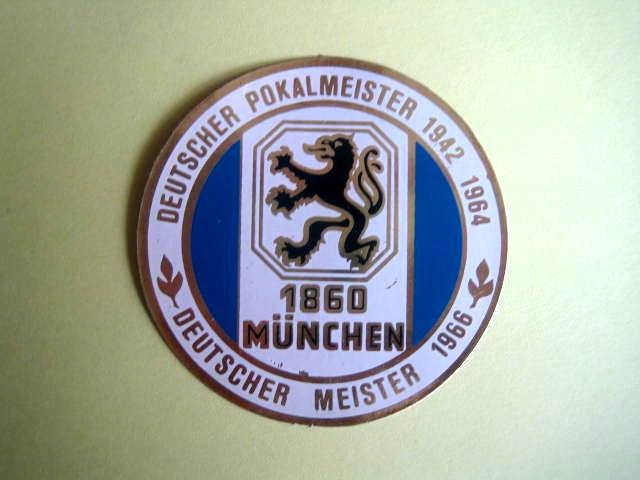 DEUTSCHER POKALMEISTER 1942 1964
1860
MÜNCHEN
DEUTSCHER MEISTER 1966